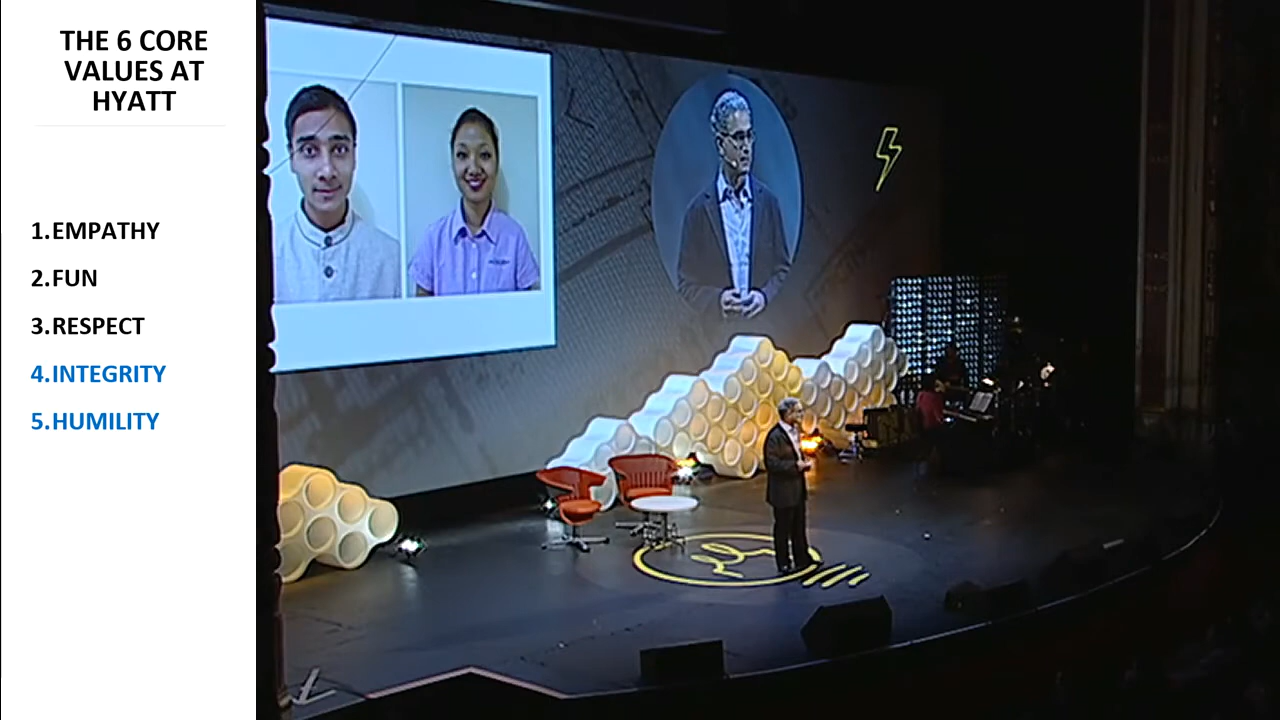 THE 6 CORE
VALUES AT
HYATT
1.EMPATHY
2.FUN
3.RESPECT
4.INTEGRITY
5.HUMILITY